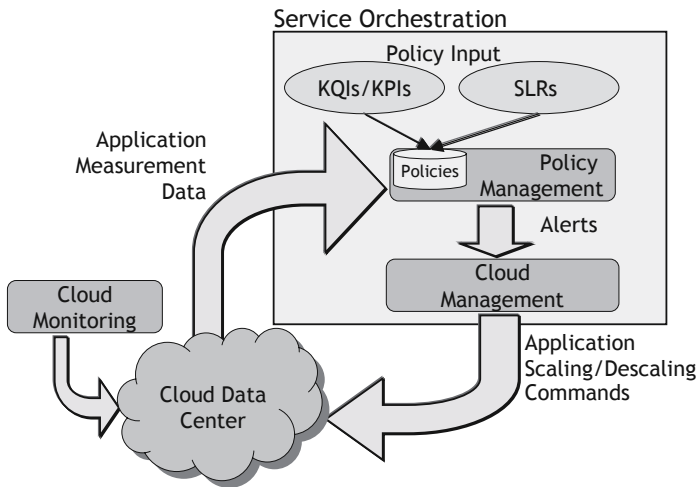 Service Orchestration
Policy Input
KQIs/KPIs
SLRs
Application
Measurement
Data
Policies
Policy
Management
Alerts
Cloud
Management
Cloud
Monitoring
Application
Scaling/Descaling
Commands
Cloud Data
Center